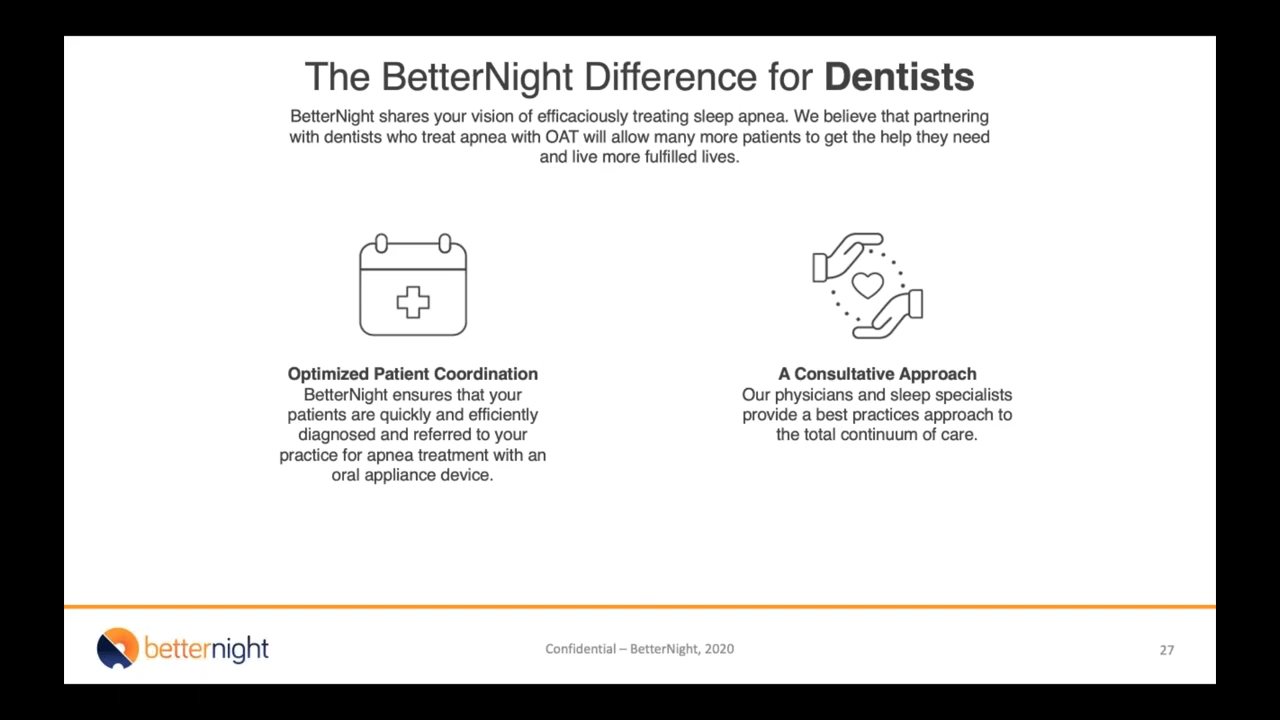 The BetterNight Difference for Dentists
BetterNight shares your vision of efficaciously treating sleep apnea. We believe that partnering
with dentists who treat apnea with OAT will allow many more patients to get the help they need
and live more fulfilled lives.
Optimized Patient Coordination
BetterNight ensures that your
patients are quickly and efficiently
diagnosed and referred to your
practice for apnea treatment with an
oral appliance device.
A Consultative Approach
Our physicians and sleep specialists
provide a best practices approach to
the total continuum of care.
betternight
Confidential – BetterNight, 2020
27